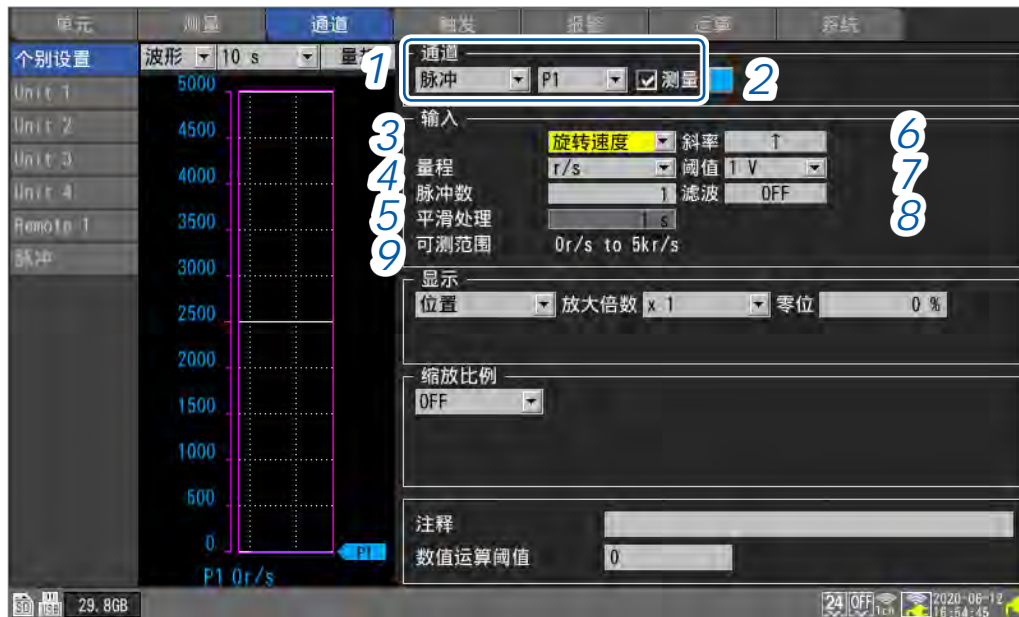 单元 测量 通道 触发 报警 运算 系统
个别设置
Unit 1
Unit 2
Unit 3
Unit 4
Remote 1
脉冲
波形 10 s
5000
4500
4000
3500
3000
2500
2000
1500
1000
500
0
P1
P1 0r/s
1 通道
脉冲 P1 测量 2
输入
3 旋转速度 斜率 ↑ 6
4 量程 r/s 阈值 1 V 7
5 脉冲数 1 滤波 OFF 8
平滑处理 1 s
9 可测范围 0r/s to 5kr/s
显示
位置 放大倍数 x 1 零位 0 %
缩放比例
OFF
注释
数值运算阈值 0
SD USB 29.8GB
24 OFF 1ch 2020-06-12
16:54:45